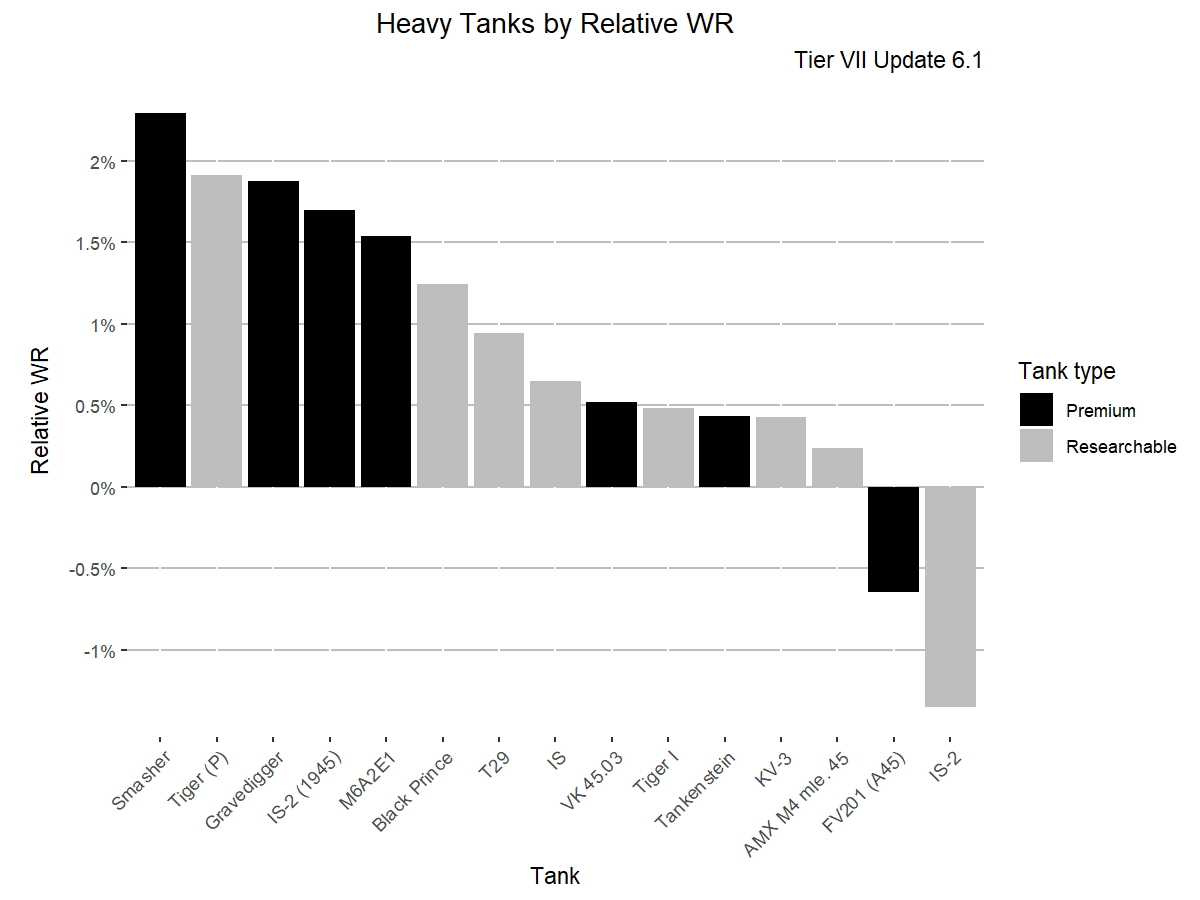 Heavy Tanks by Relative WR
Tier VII Update 6.1
2%
1.5%
1%
0.5%
0%
-0.5%
-1%
Relative WR
Smasher
Tiger (P)
Gravedigger
IS-2 (1945)
M6A2E1
Black Prince
T29
IS
VK 45.03
Tiger I
Tankenstein
KV-3
AMX M4 mle. 45
FV201 (A45)
IS-2
Tank
Tank type
Premium
Researchable